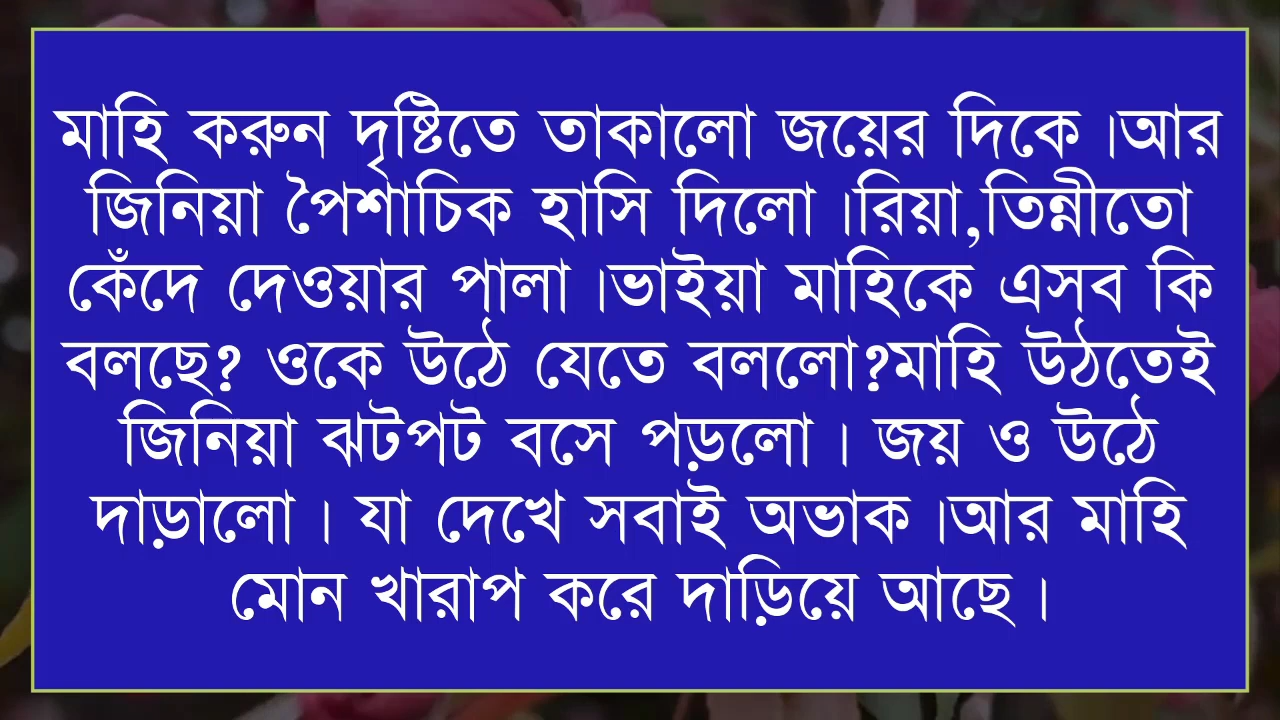 মাহি করুন দৃষ্টিতে তাকালো জয়ের দিকে।আর
জিনিয়া পৈশাচিক হাসি দিলো।রিয়া,তিন্নীতো
কেঁদে দেওয়ার পালা।ভাইয়া মাহিকে এসব কি
বলছে? ওকে উঠে যেতে বললো?মাহি উঠতেই
জিনিয়া ঝটপট বসে পড়লো। জয় ও উঠে
দাড়ালো। যা দেখে সবাই অভাক।আর মাহি
মোন খারাপ করে দাড়িয়ে আছে।